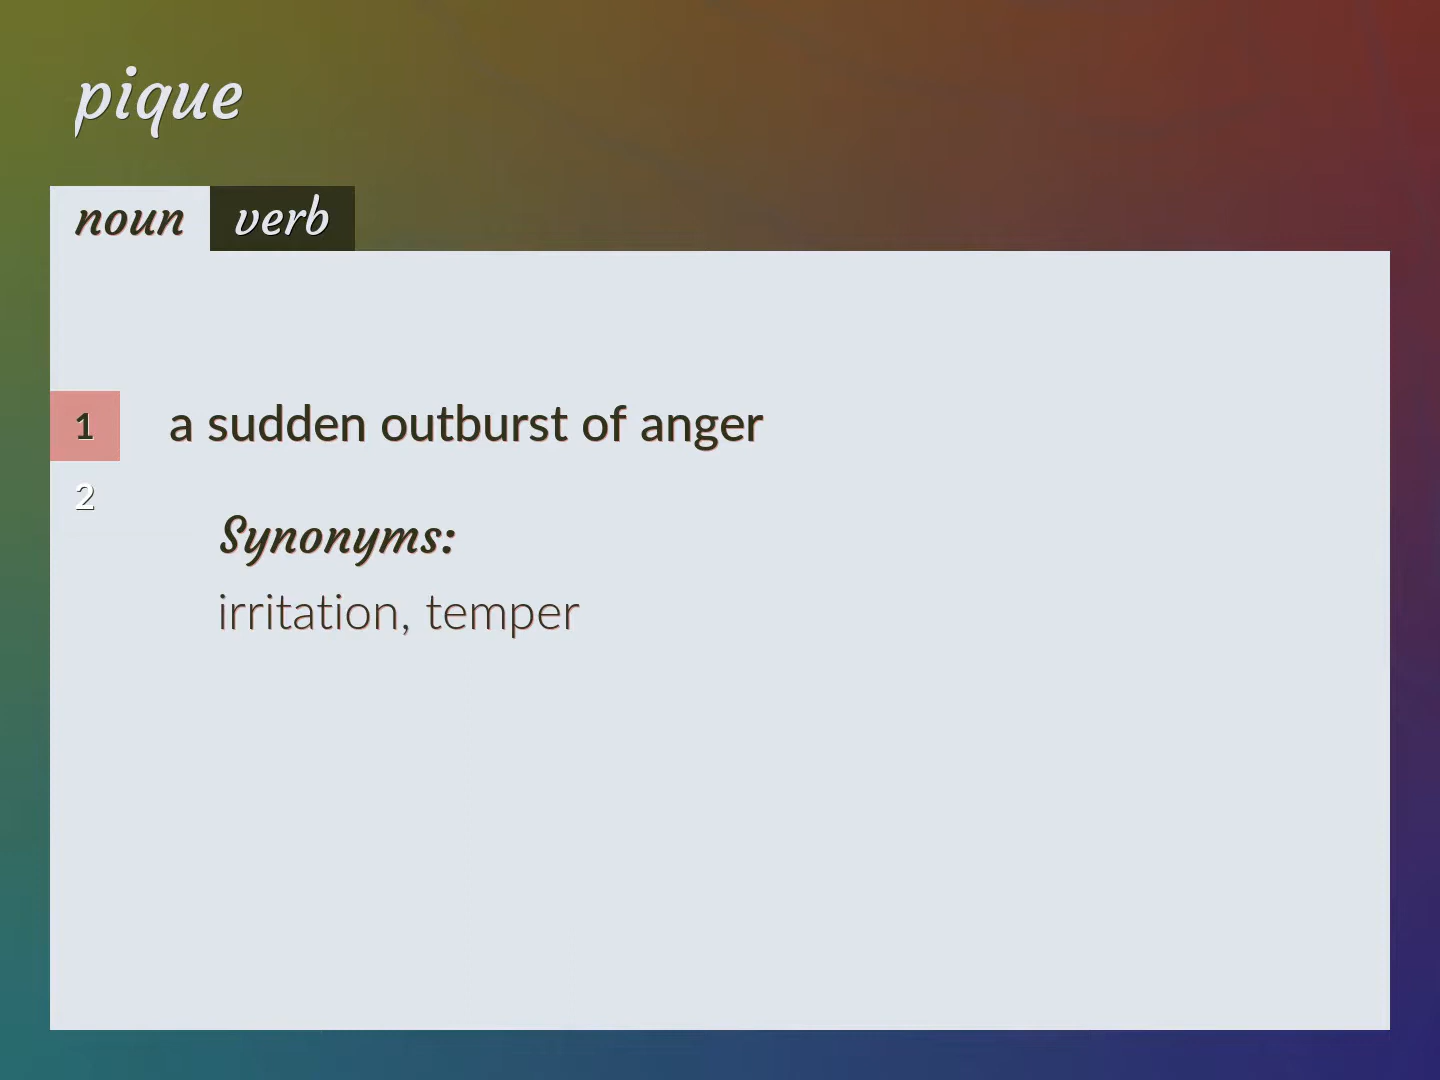 pique
noun verb
1 a sudden outburst of anger
2
Synonyms:
irritation, temper